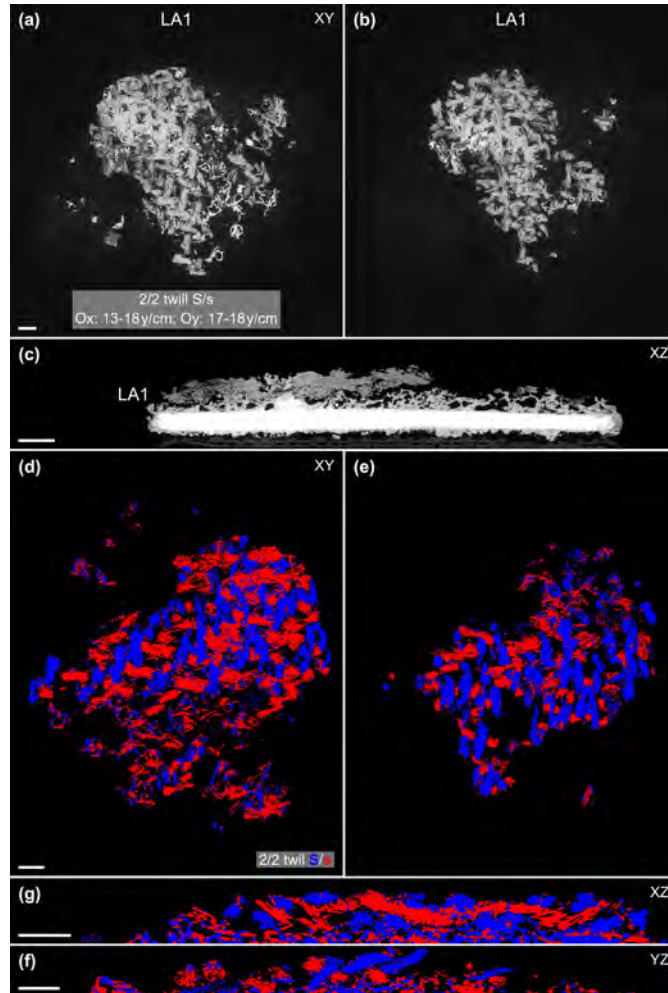 (a) LA1 XY
(b) LA1
2/2 twill S/s
Ox: 13-18y/cm; Oy: 17-18y/cm
(c) XZ
LA1
(d) XY
(e)
2/2 twil S/s
(g) XZ
(f) YZ